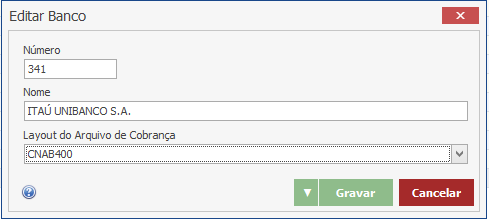 Editar Banco
Número
341
Nome
ITAÚ UNIBANCO S.A.
Layout do Arquivo de Cobrança
CNAB400
Gravar
Cancelar